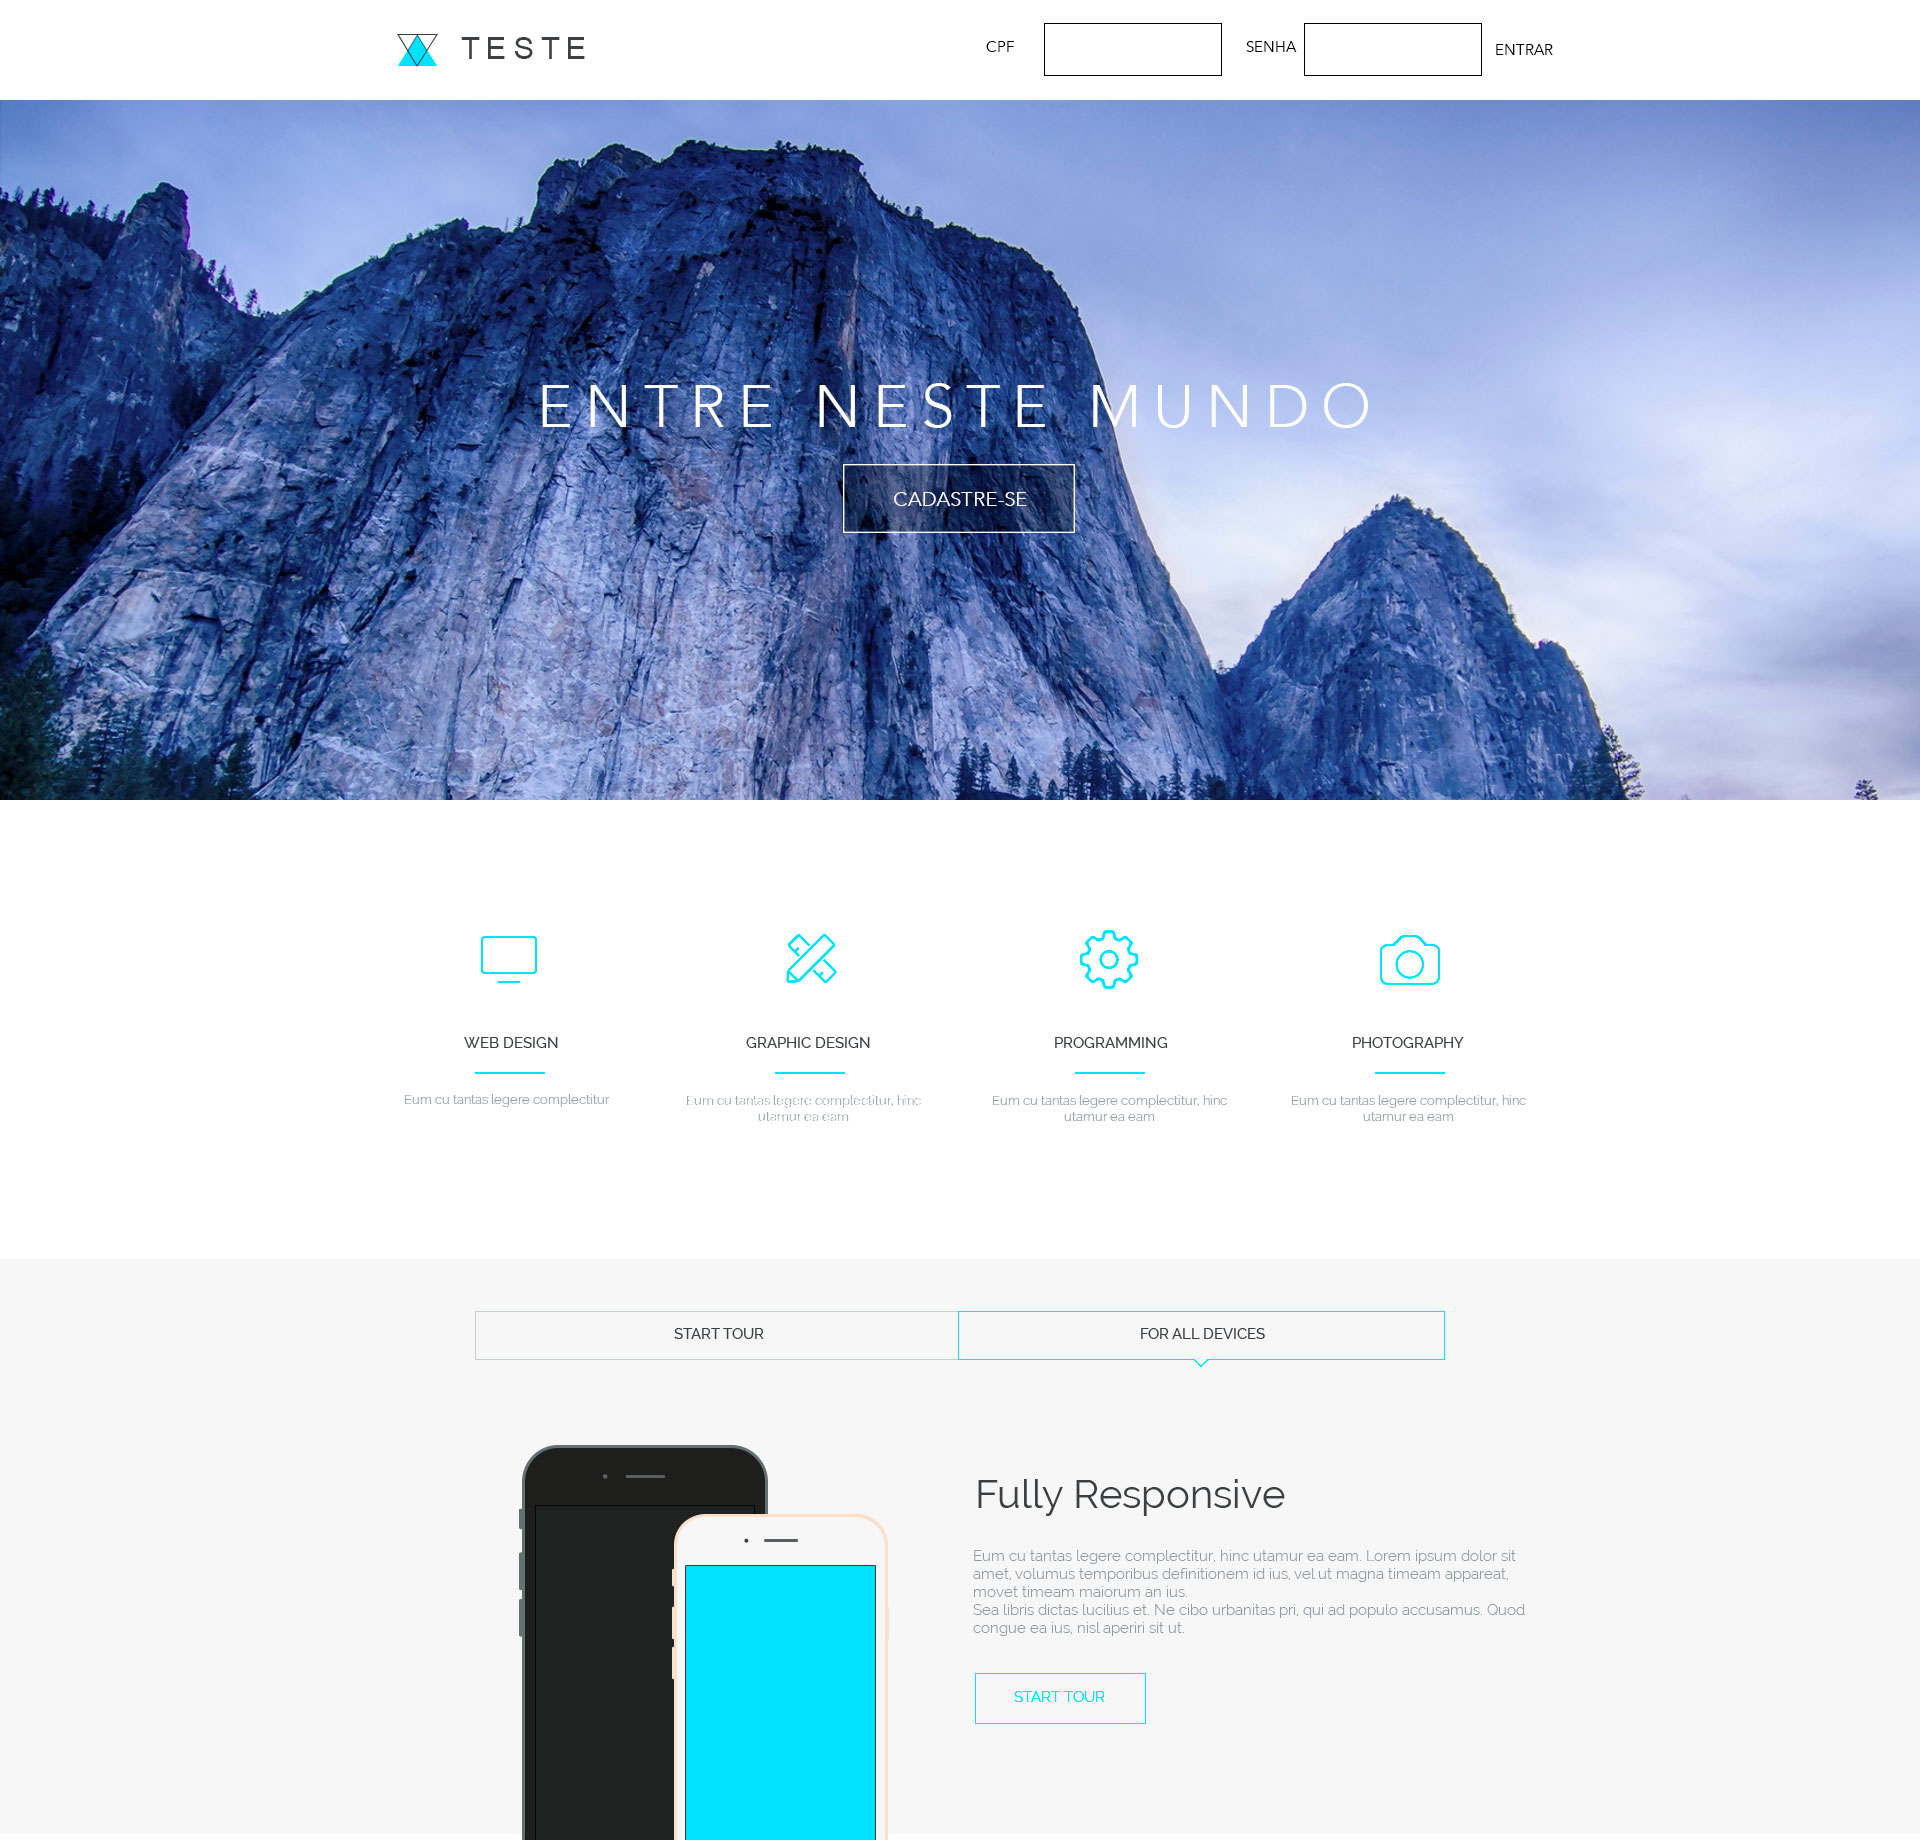 TESTE
CPF
SENHA
ENTRAR
ENTRE NESTE MUNDO
CADASTRE-SE
WEB DESIGN
Eum cu tantas legere complectitur
GRAPHIC DESIGN
Eum cu tantas legere complectitur, hinc
utamur ea eam
PROGRAMMING
Eum cu tantas legere complectitur, hinc
utamur ea eam
PHOTOGRAPHY
Eum cu tantas legere complectitur, hinc
utamur ea eam
START TOUR
FOR ALL DEVICES
Fully Responsive
Eum cu tantas legere complectitur, hinc utamur ea eam. Lorem ipsum dolor sit
amet, volumus temporibus definitionem id ius, vel ut magna timeam appareat,
movet timeam maiorum an ius.
Sea libris dictas lucilius et. Ne cibo urbanitas pri, qui ad populo accusamus. Quod
congue ea ius, nisl aperiri sit ut.
START TOUR